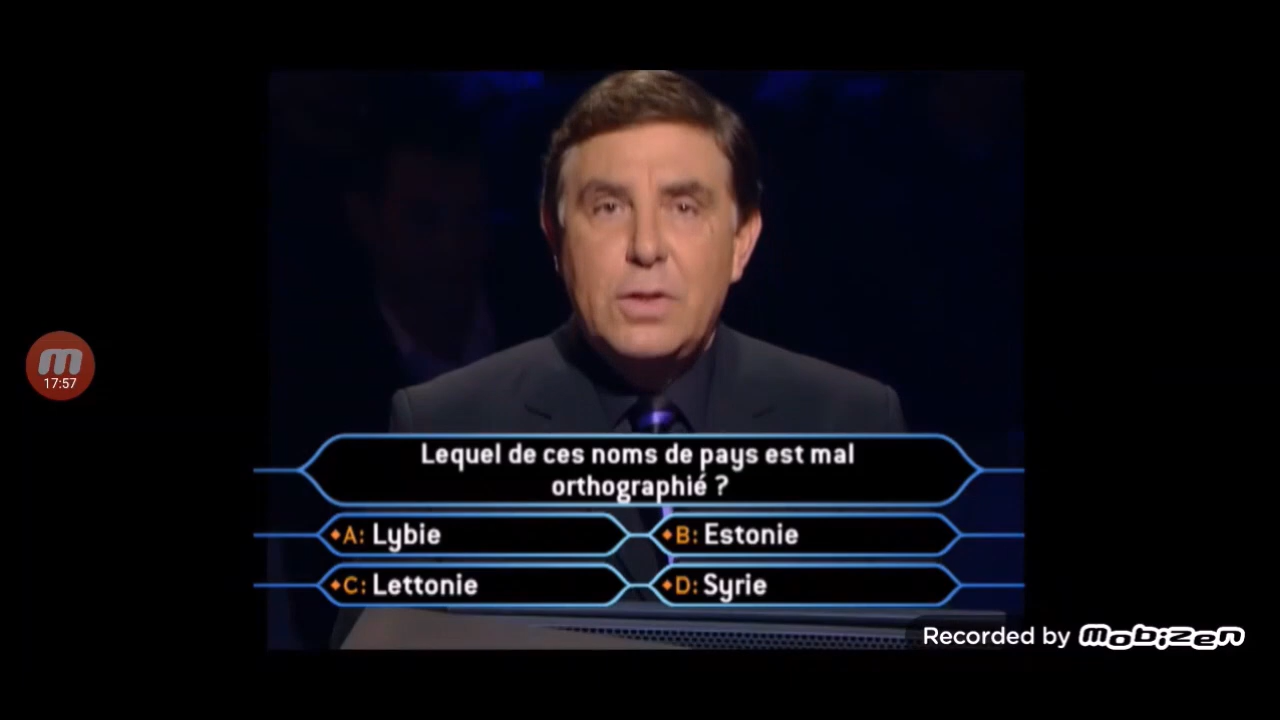 Lequel de ces noms de pays est mal
orthographié ?
A: Lybie
B: Estonie
C: Lettonie
D: Syrie
17:57
Recorded by mobizen